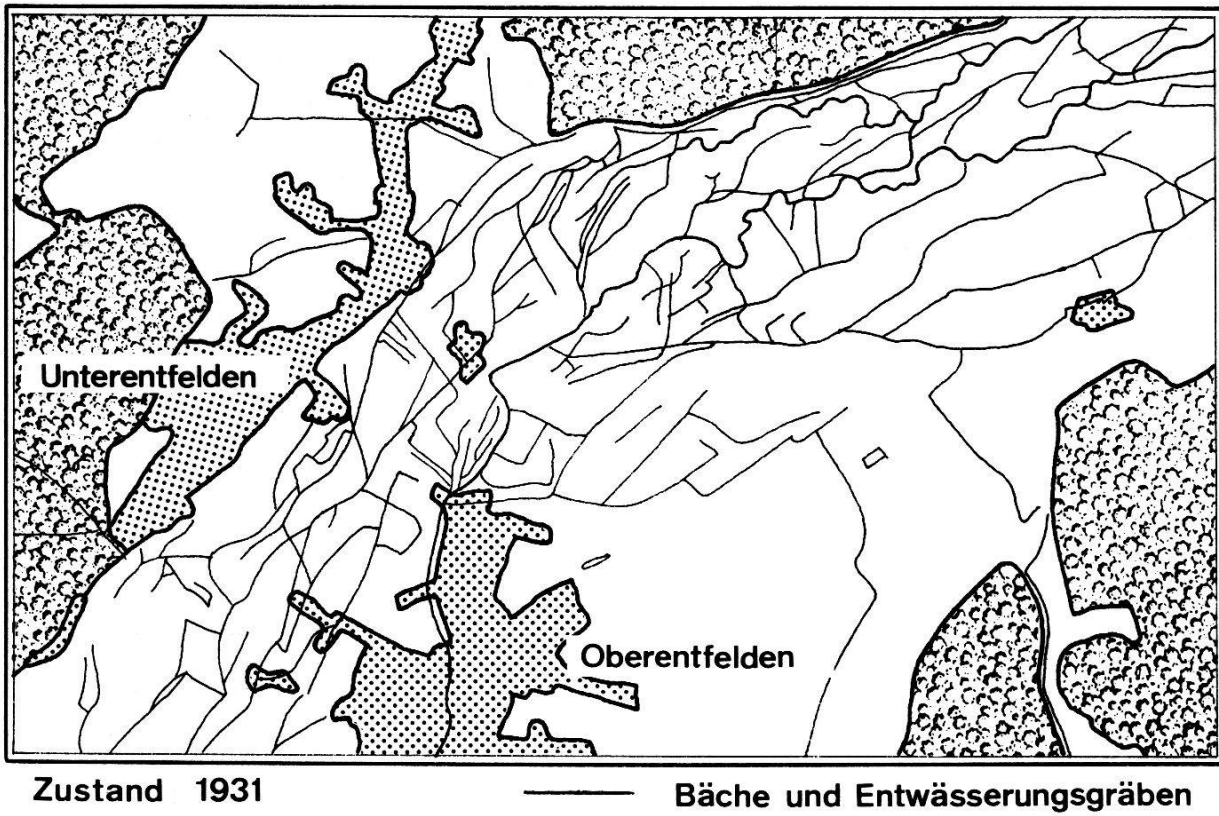 Unterentfelden
Oberentfelden
Zustand 1931
Bäche und Entwässerungsgräben